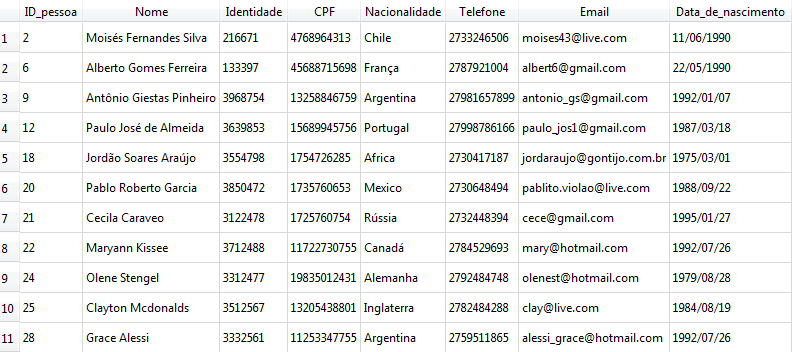 ID_pessoa Nome Identidade CPF Nacionalidade Telefone Email Data_de_nascimento
1 2 Moisés Fernandes Silva 216671 4768964313 Chile 2733246506 moises43@live.com 11/06/1990
2 6 Alberto Gomes Ferreira 133397 45688715698 França 2787921004 albert6@gmail.com 22/05/1990
3 9 Antônio Giestas Pinheiro 3968754 13258846759 Argentina 27981657899 antonio_gs@gmail.com 1992/01/07
4 12 Paulo José de Almeida 3639853 15689945756 Portugal 27998786166 paulo_jos1@gmail.com 1987/03/18
5 18 Jordão Soares Araújo 3554798 1754726285 Africa 2730417187 jordaraujo@gontijo.com.br 1975/03/01
6 20 Pablo Roberto Garcia 3850472 1735760653 Mexico 2730648494 pablito.violao@live.com 1988/09/22
7 21 Cecila Caraveo 3122478 1725760754 Rússia 2732448394 cece@gmail.com 1995/01/27
8 22 Maryann Kissee 3712488 11722730755 Canadá 2784529693 mary@hotmail.com 1992/07/26
9 24 Olene Stengel 3312477 19835012431 Alemanha 2792484748 olenest@hotmail.com 1979/08/28
10 25 Clayton Mcdonalds 3512567 13205438801 Inglaterra 2782484288 clay@live.com 1984/08/19
11 28 Grace Alessi 3332561 11253347755 Argentina 2759511865 alessi_grace@hotmail.com 1992/07/26